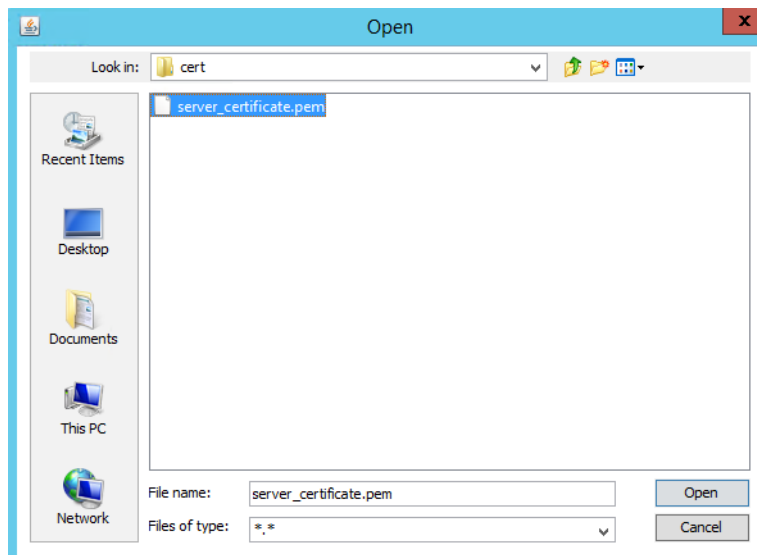 Open
x
Look in: cert
server_certificate.pem
Recent Items
Desktop
Documents
This PC
Network
File name: server_certificate.pem Open
Files of type: *.* Cancel